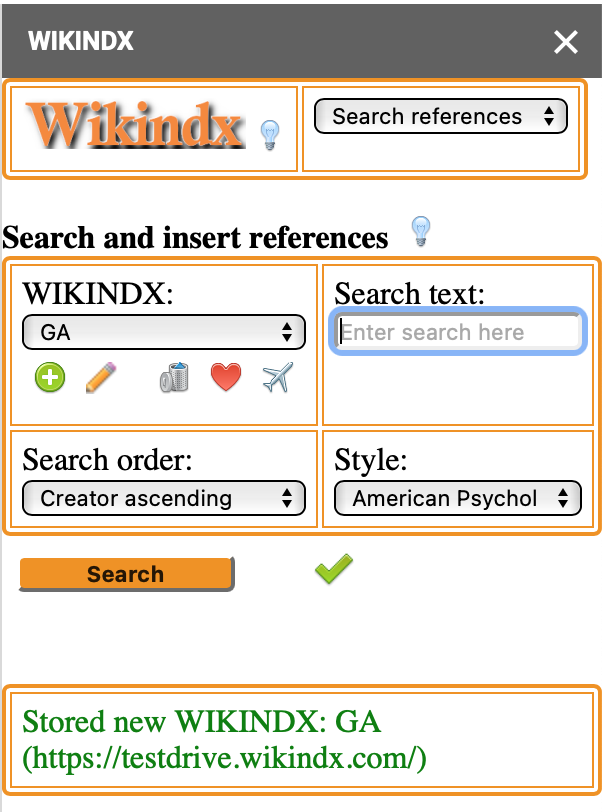 WIKINDX
Wikindx
Search references
Search and insert references
WIKINDX:
GA
Search text:
Enter search here
Search order:
Creator ascending
Style:
American Psychol
Search
Stored new WIKINDX: GA
(https://testdrive.wikindx.com/)